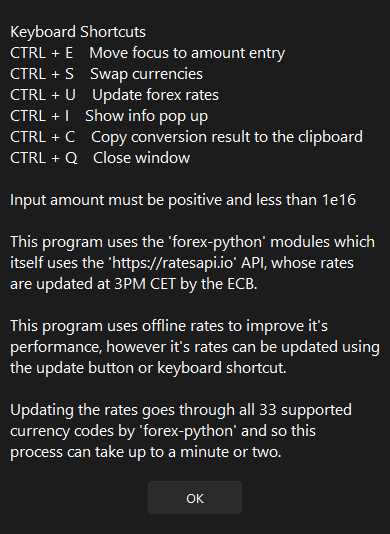 Keyboard Shortcuts
CTRL + E Move focus to amount entry
CTRL + S Swap currencies
CTRL + U Update forex rates
CTRL + I Show info pop up
CTRL + C Copy conversion result to the clipboard
CTRL + Q Close window
Input amount must be positive and less than 1e16
This program uses the 'forex-python' modules which
itself uses the 'https://ratesapi.io' API, whose rates
are updated at 3PM CET by the ECB.
This program uses offline rates to improve it's
performance, however it's rates can be updated using
the update button or keyboard shortcut.
Updating the rates goes through all 33 supported
currency codes by 'forex-python' and so this
process can take up to a minute or two.
OK